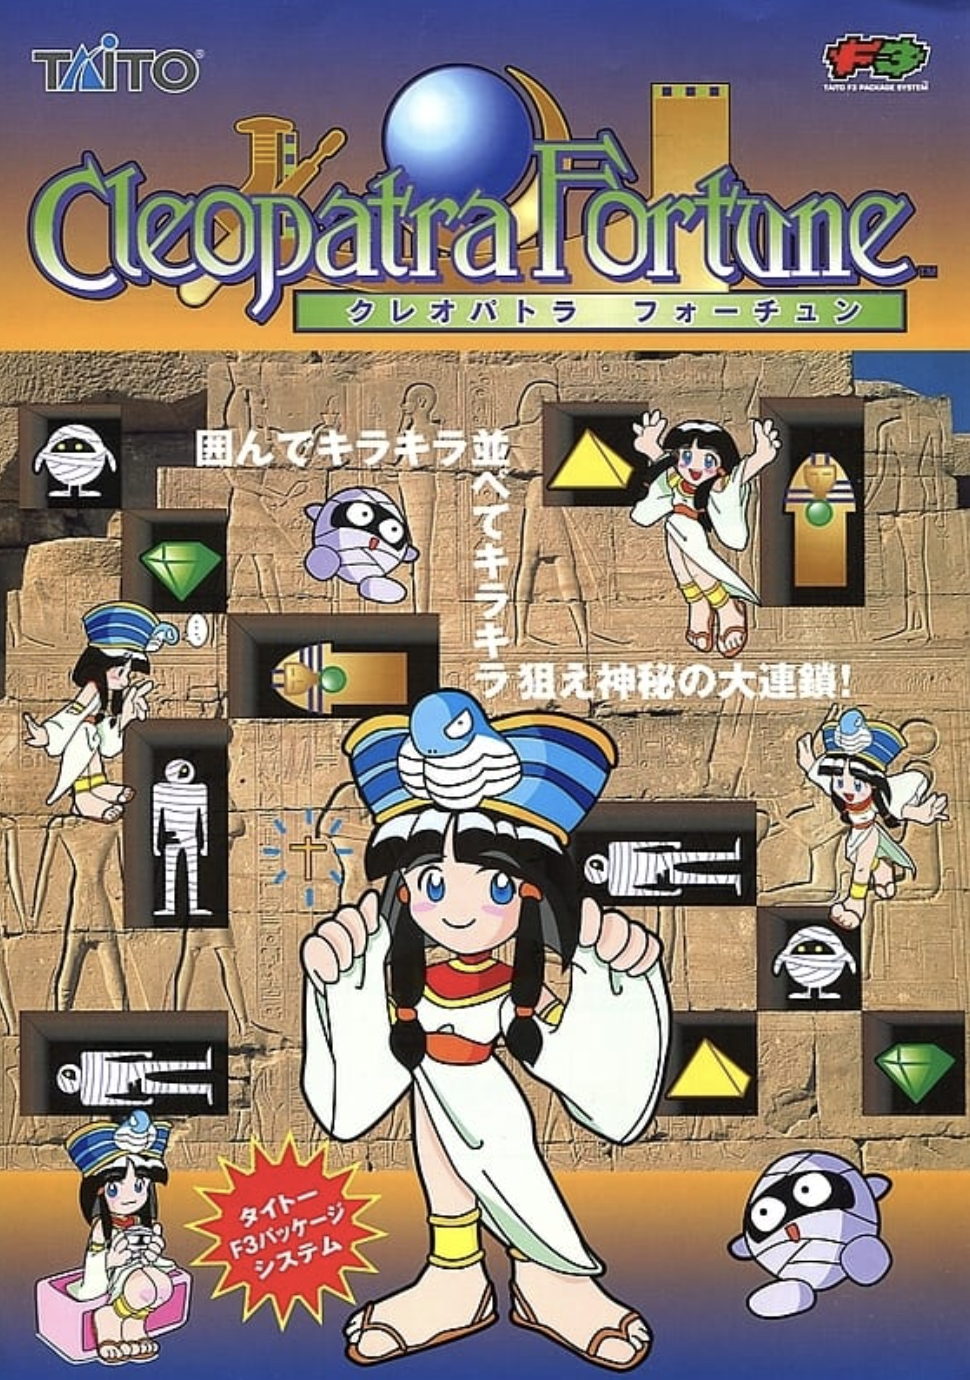 TAITO®
F3
TAITO F3 PACKAGE SYSTEM
Cleopatra Fortune™
クレオパトラ フォーチュン
囲んでキラキラ並べてキラキラ狙え神秘の大連鎖!
タイトー
F3パッケージ
システム